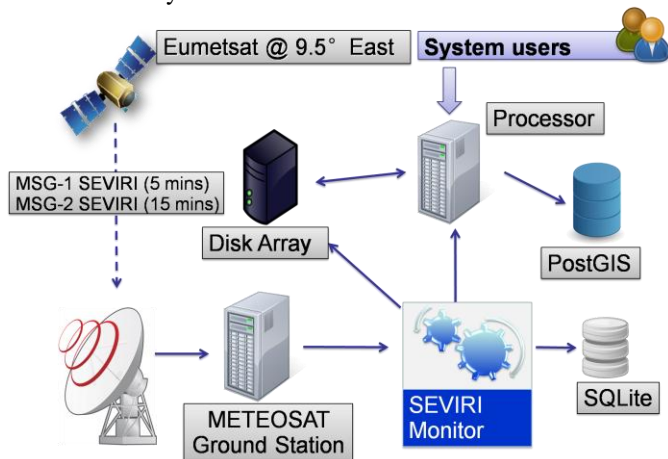 Eumetsat @ 9.5° East
System users
Processor
MSG-1 SEVIRI (5 mins)
MSG-2 SEVIRI (15 mins)
Disk Array
PostGIS
METEOSAT
Ground Station
SEVIRI
Monitor
SQLite